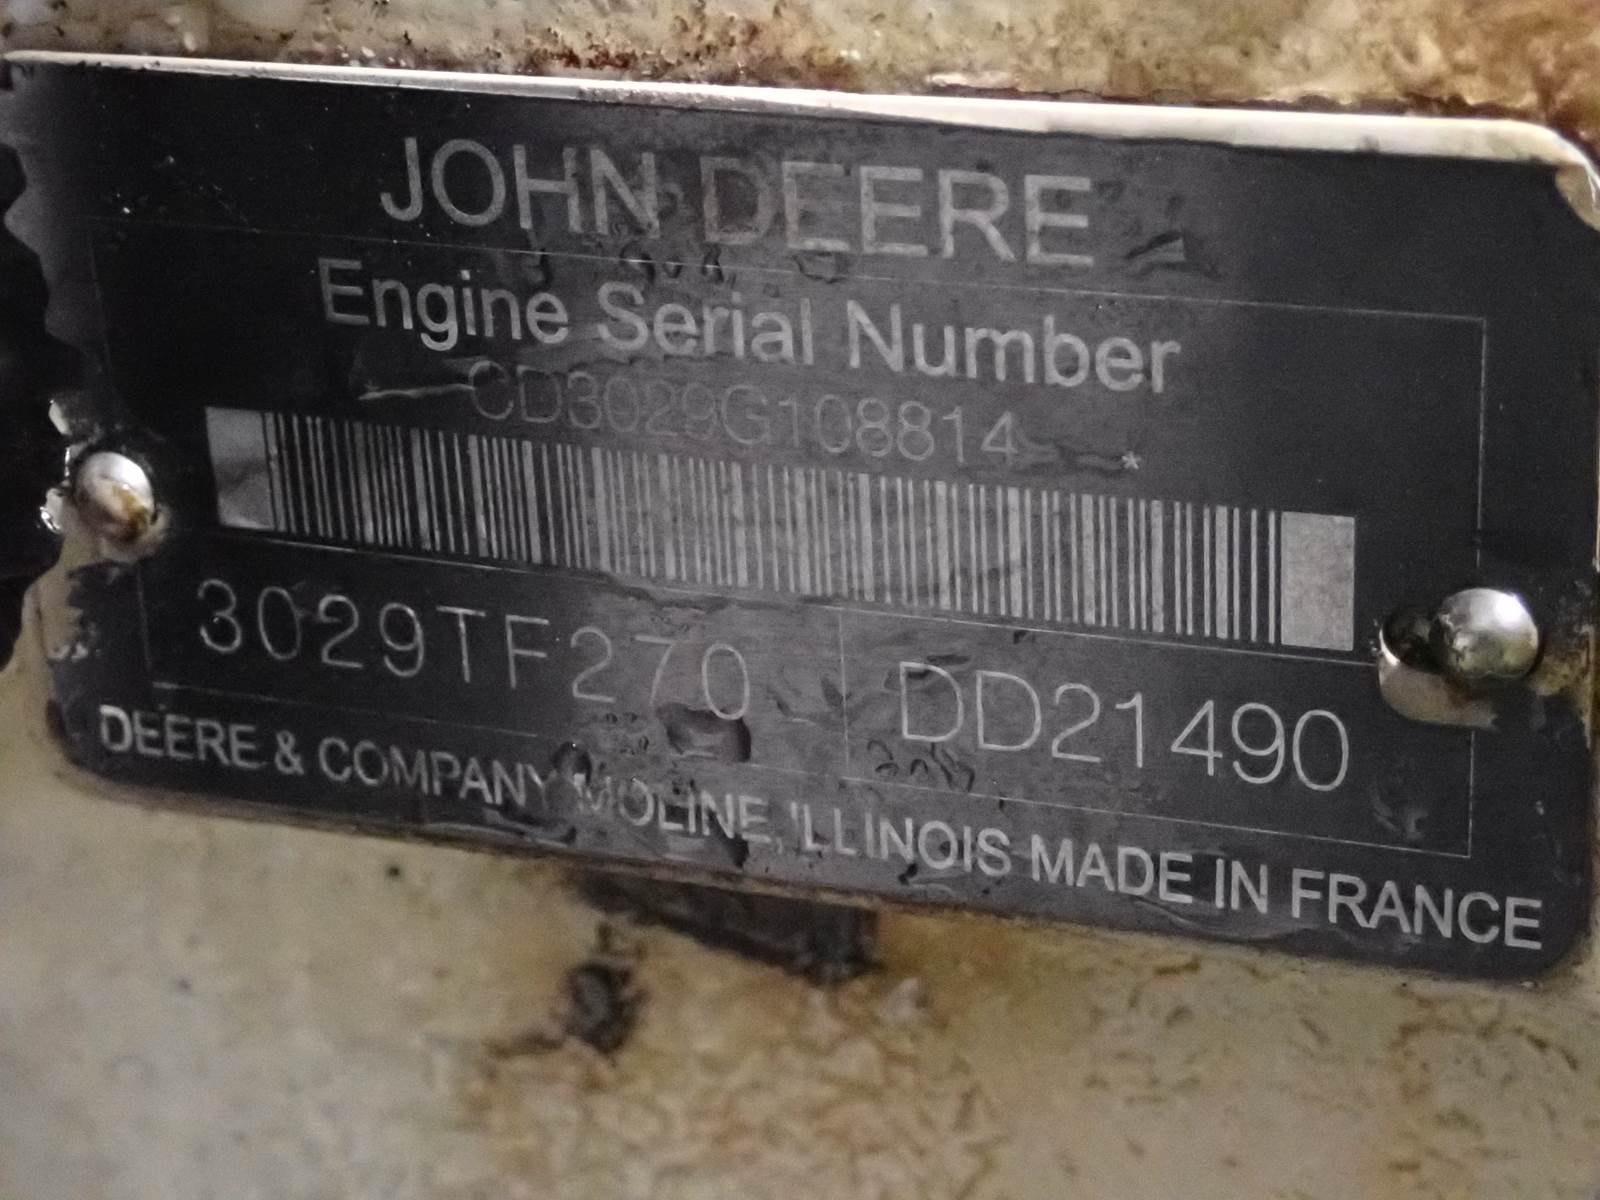 JOHN DEERE
Engine Serial Number
CD3029G108814 *
3029TF270 DD21490
DEERE & COMPANY MOLINE, ILLINOIS MADE IN FRANCE